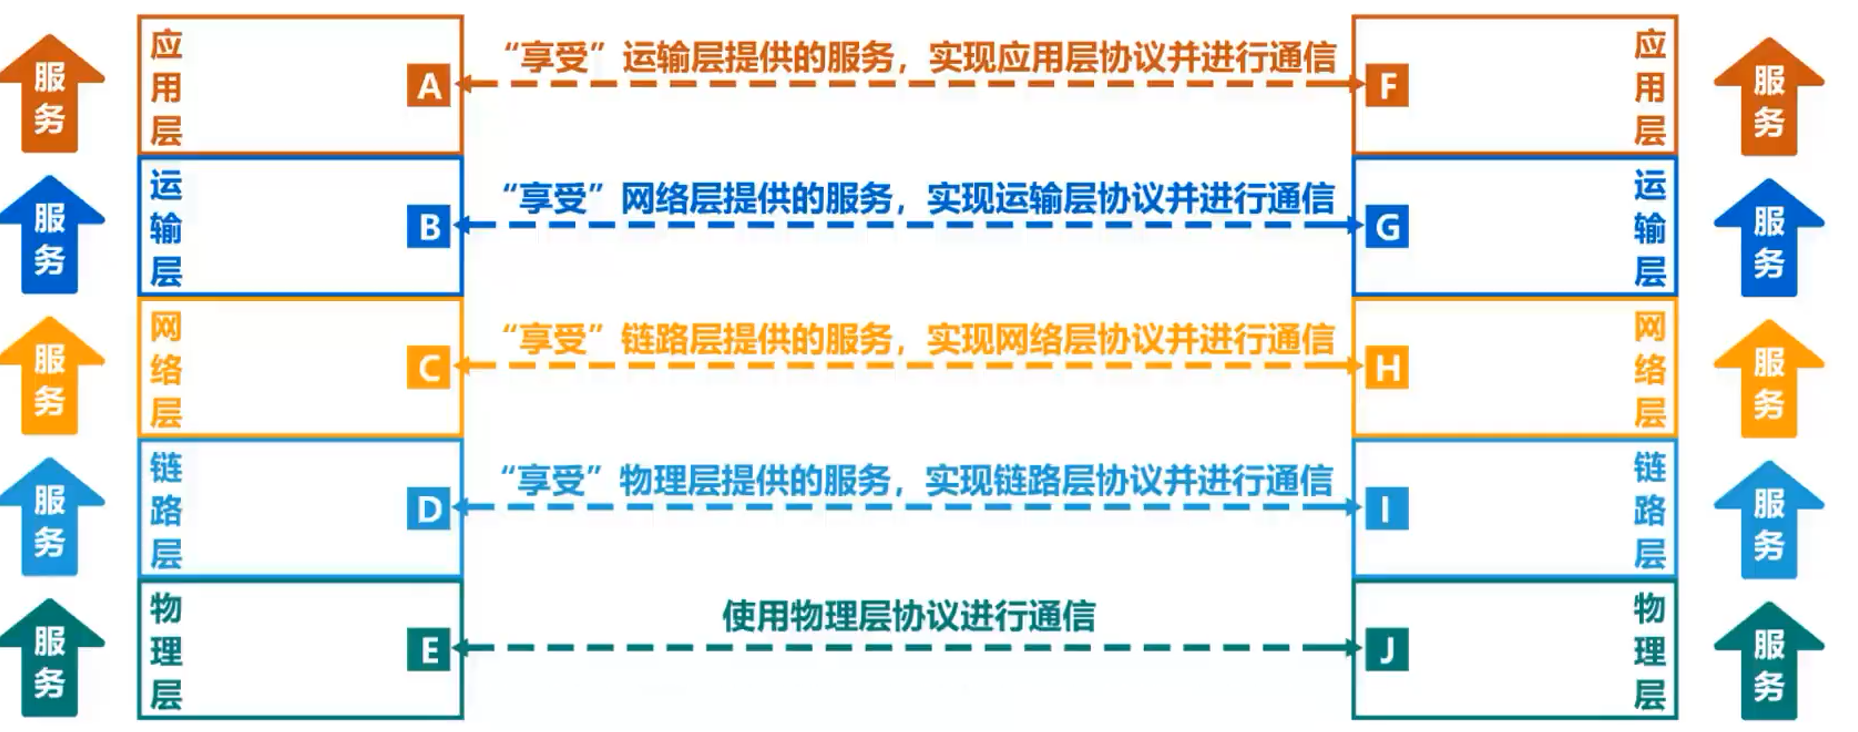 服务
应用层
A
“享受”运输层提供的服务，实现应用层协议并进行通信
F
应用层
服务
服务
运输层
B
“享受”网络层提供的服务，实现运输层协议并进行通信
G
运输层
服务
服务
网络层
C
“享受”链路层提供的服务，实现网络层协议并进行通信
H
网络层
服务
服务
链路层
D
“享受”物理层提供的服务，实现链路层协议并进行通信
I
链路层
服务
服务
物理层
E
使用物理层协议进行通信
J
物理层
服务